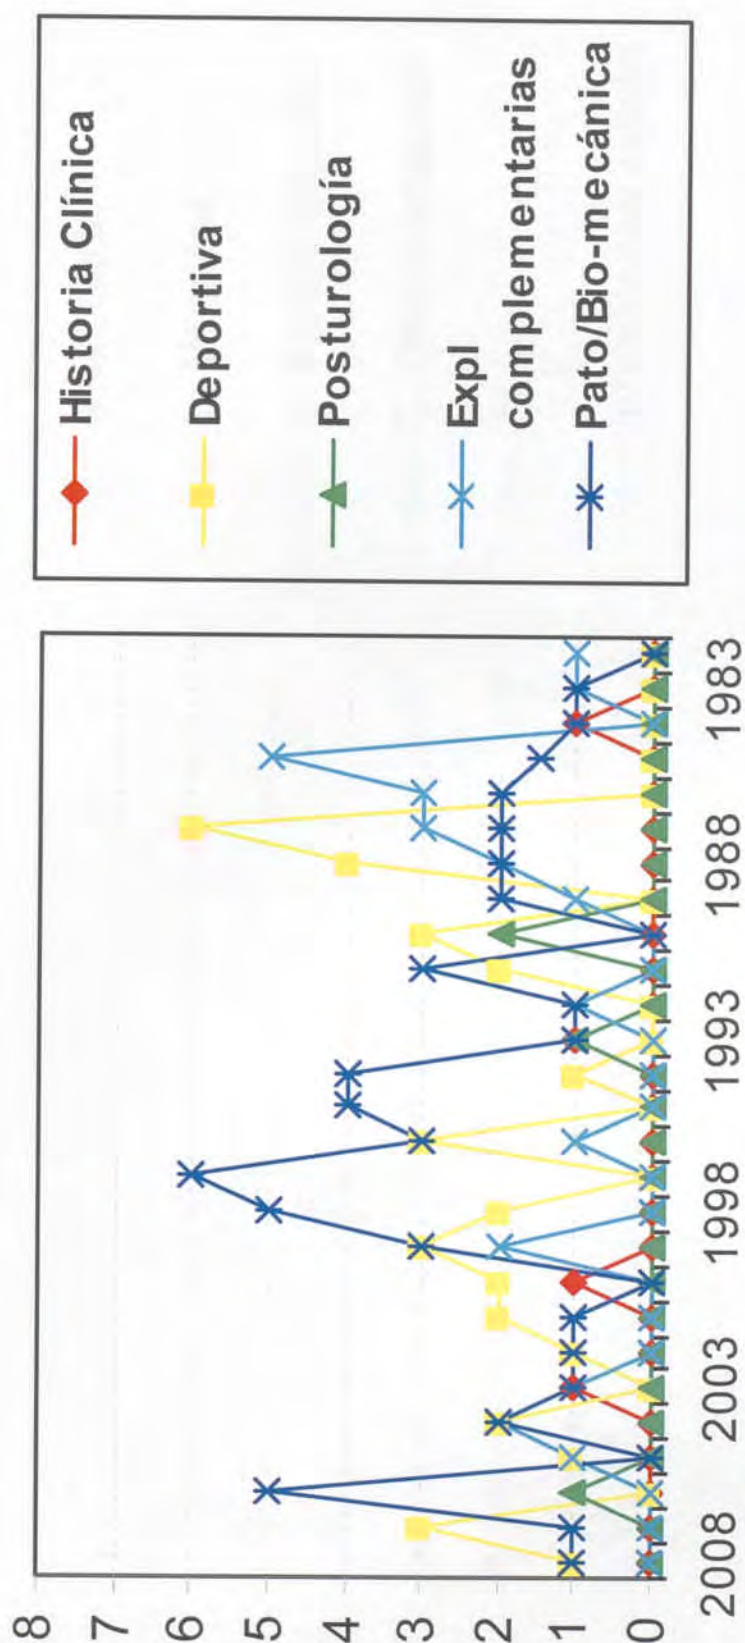 8
7
6
5
4
3
2
1
0
2008
2003
1998
1993
1988
1983
Historia Clínica
Deportiva
Posturología
Expl
complementarias
Pato/Bio-mecánica